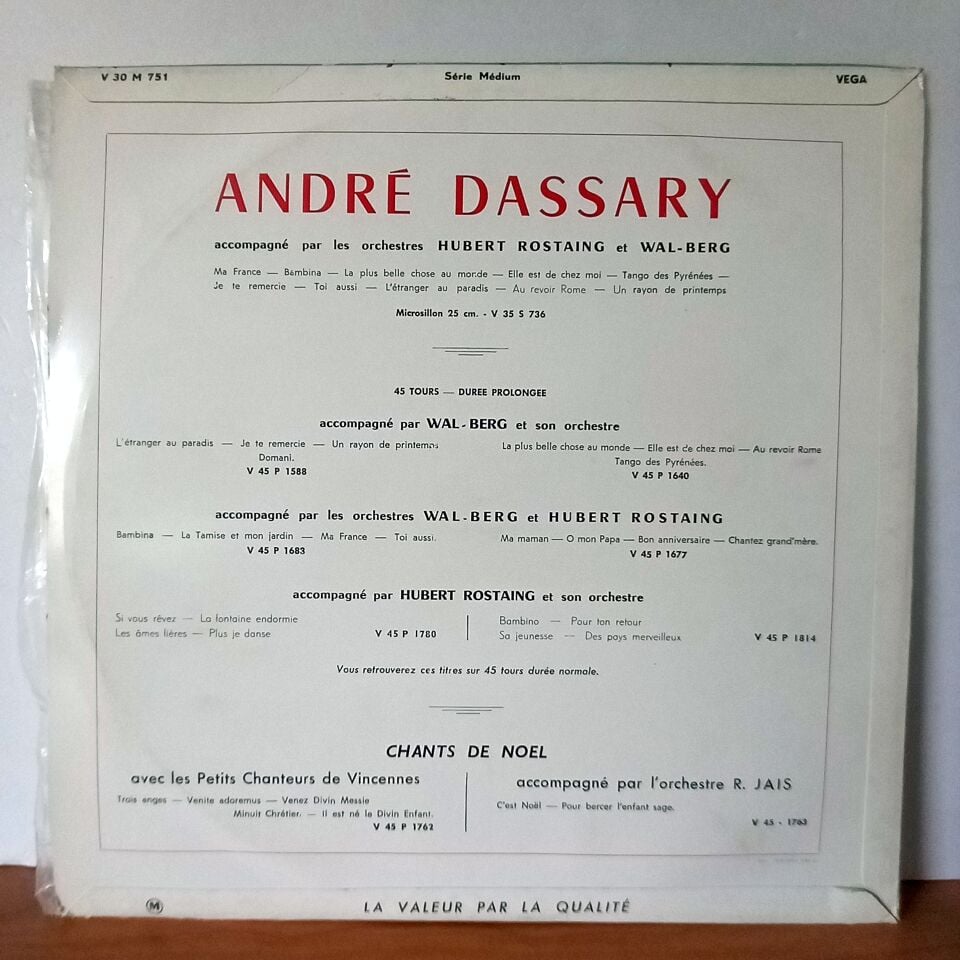 V 30 M 751 Série Médium VEGA
ANDRÉ DASSARY
accompagné par les orchestres HUBERT ROSTAING et WAL-BERG
Ma France — Bambina — La plus belle chose au monde — Elle est de chez moi — Tango des Pyrénées —
Je te remercie — Toi aussi — L'étranger au paradis — Au revoir Rome — Un rayon de printemps
Microsillon 25 cm. - V 35 S 736
45 TOURS — DUREE PROLONGEE
accompagné par WAL-BERG et son orchestre
L'étranger au paradis — Je te remercie — Un rayon de printemps
Domani.
V 45 P 1588
La plus belle chose au monde — Elle est de chez moi — Au revoir Rome
Tango des Pyrénées.
V 45 P 1640
accompagné par les orchestres WAL-BERG et HUBERT ROSTAING
Bambina — La Tamise et mon jardin — Ma France — Toi aussi.
V 45 P 1683
Ma maman — O mon Papa — Bon anniversaire — Chantez grand'mère.
V 45 P 1677
accompagné par HUBERT ROSTAING et son orchestre
Si vous rêvez — La fontaine endormie
Les âmes fières — Plus je danse V 45 P 1780
Bambino — Pour ton retour
Sa jeunesse — Des pays merveilleux V 45 P 1814
Vous retrouverez ces titres sur 45 tours durée normale.
CHANTS DE NOEL
avec les Petits Chanteurs de Vincennes
Trois anges — Venite adoremus — Venez Divin Messie
Minuit Chrétien. — Il est né le Divin Enfant.
V 45 P 1762
accompagné par l'orchestre R. JAIS
C'est Noël — Pour bercer l'enfant sage.
V 45 - 1763
M LA VALEUR PAR LA QUALITÉ